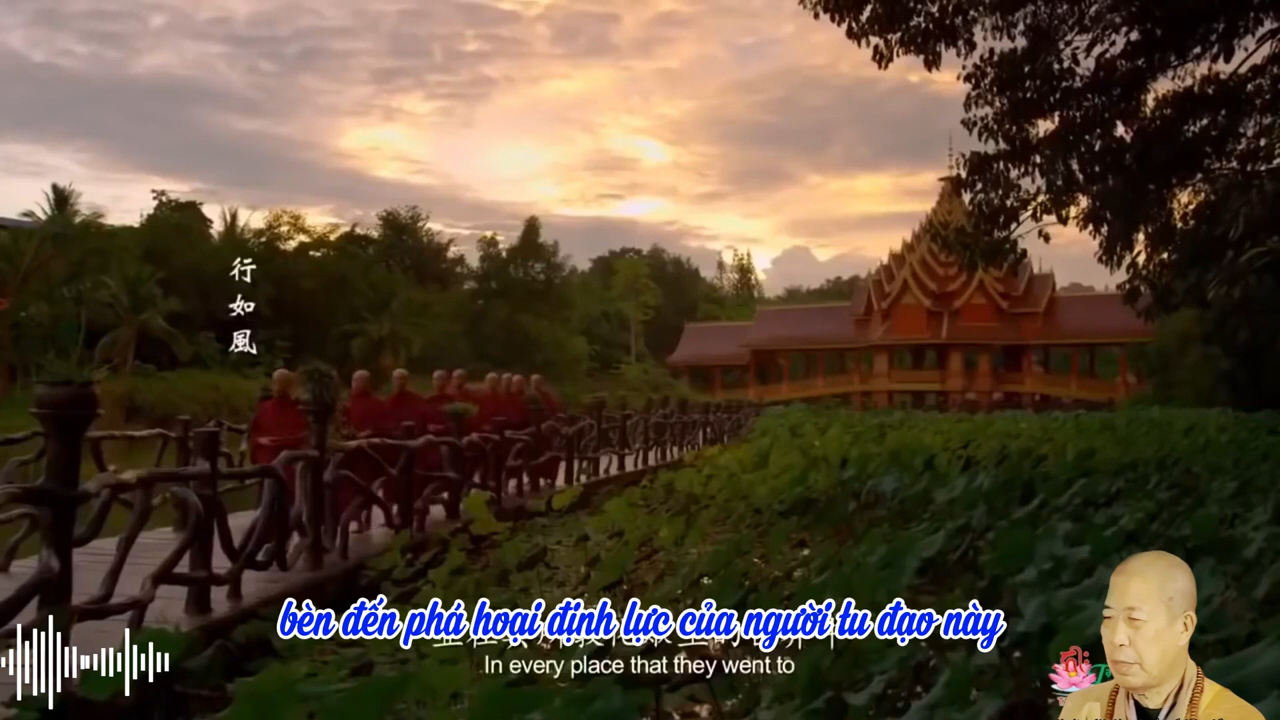 行如風
bèn đến phá hoại định lực của người tu đạo này
In every place that they went to